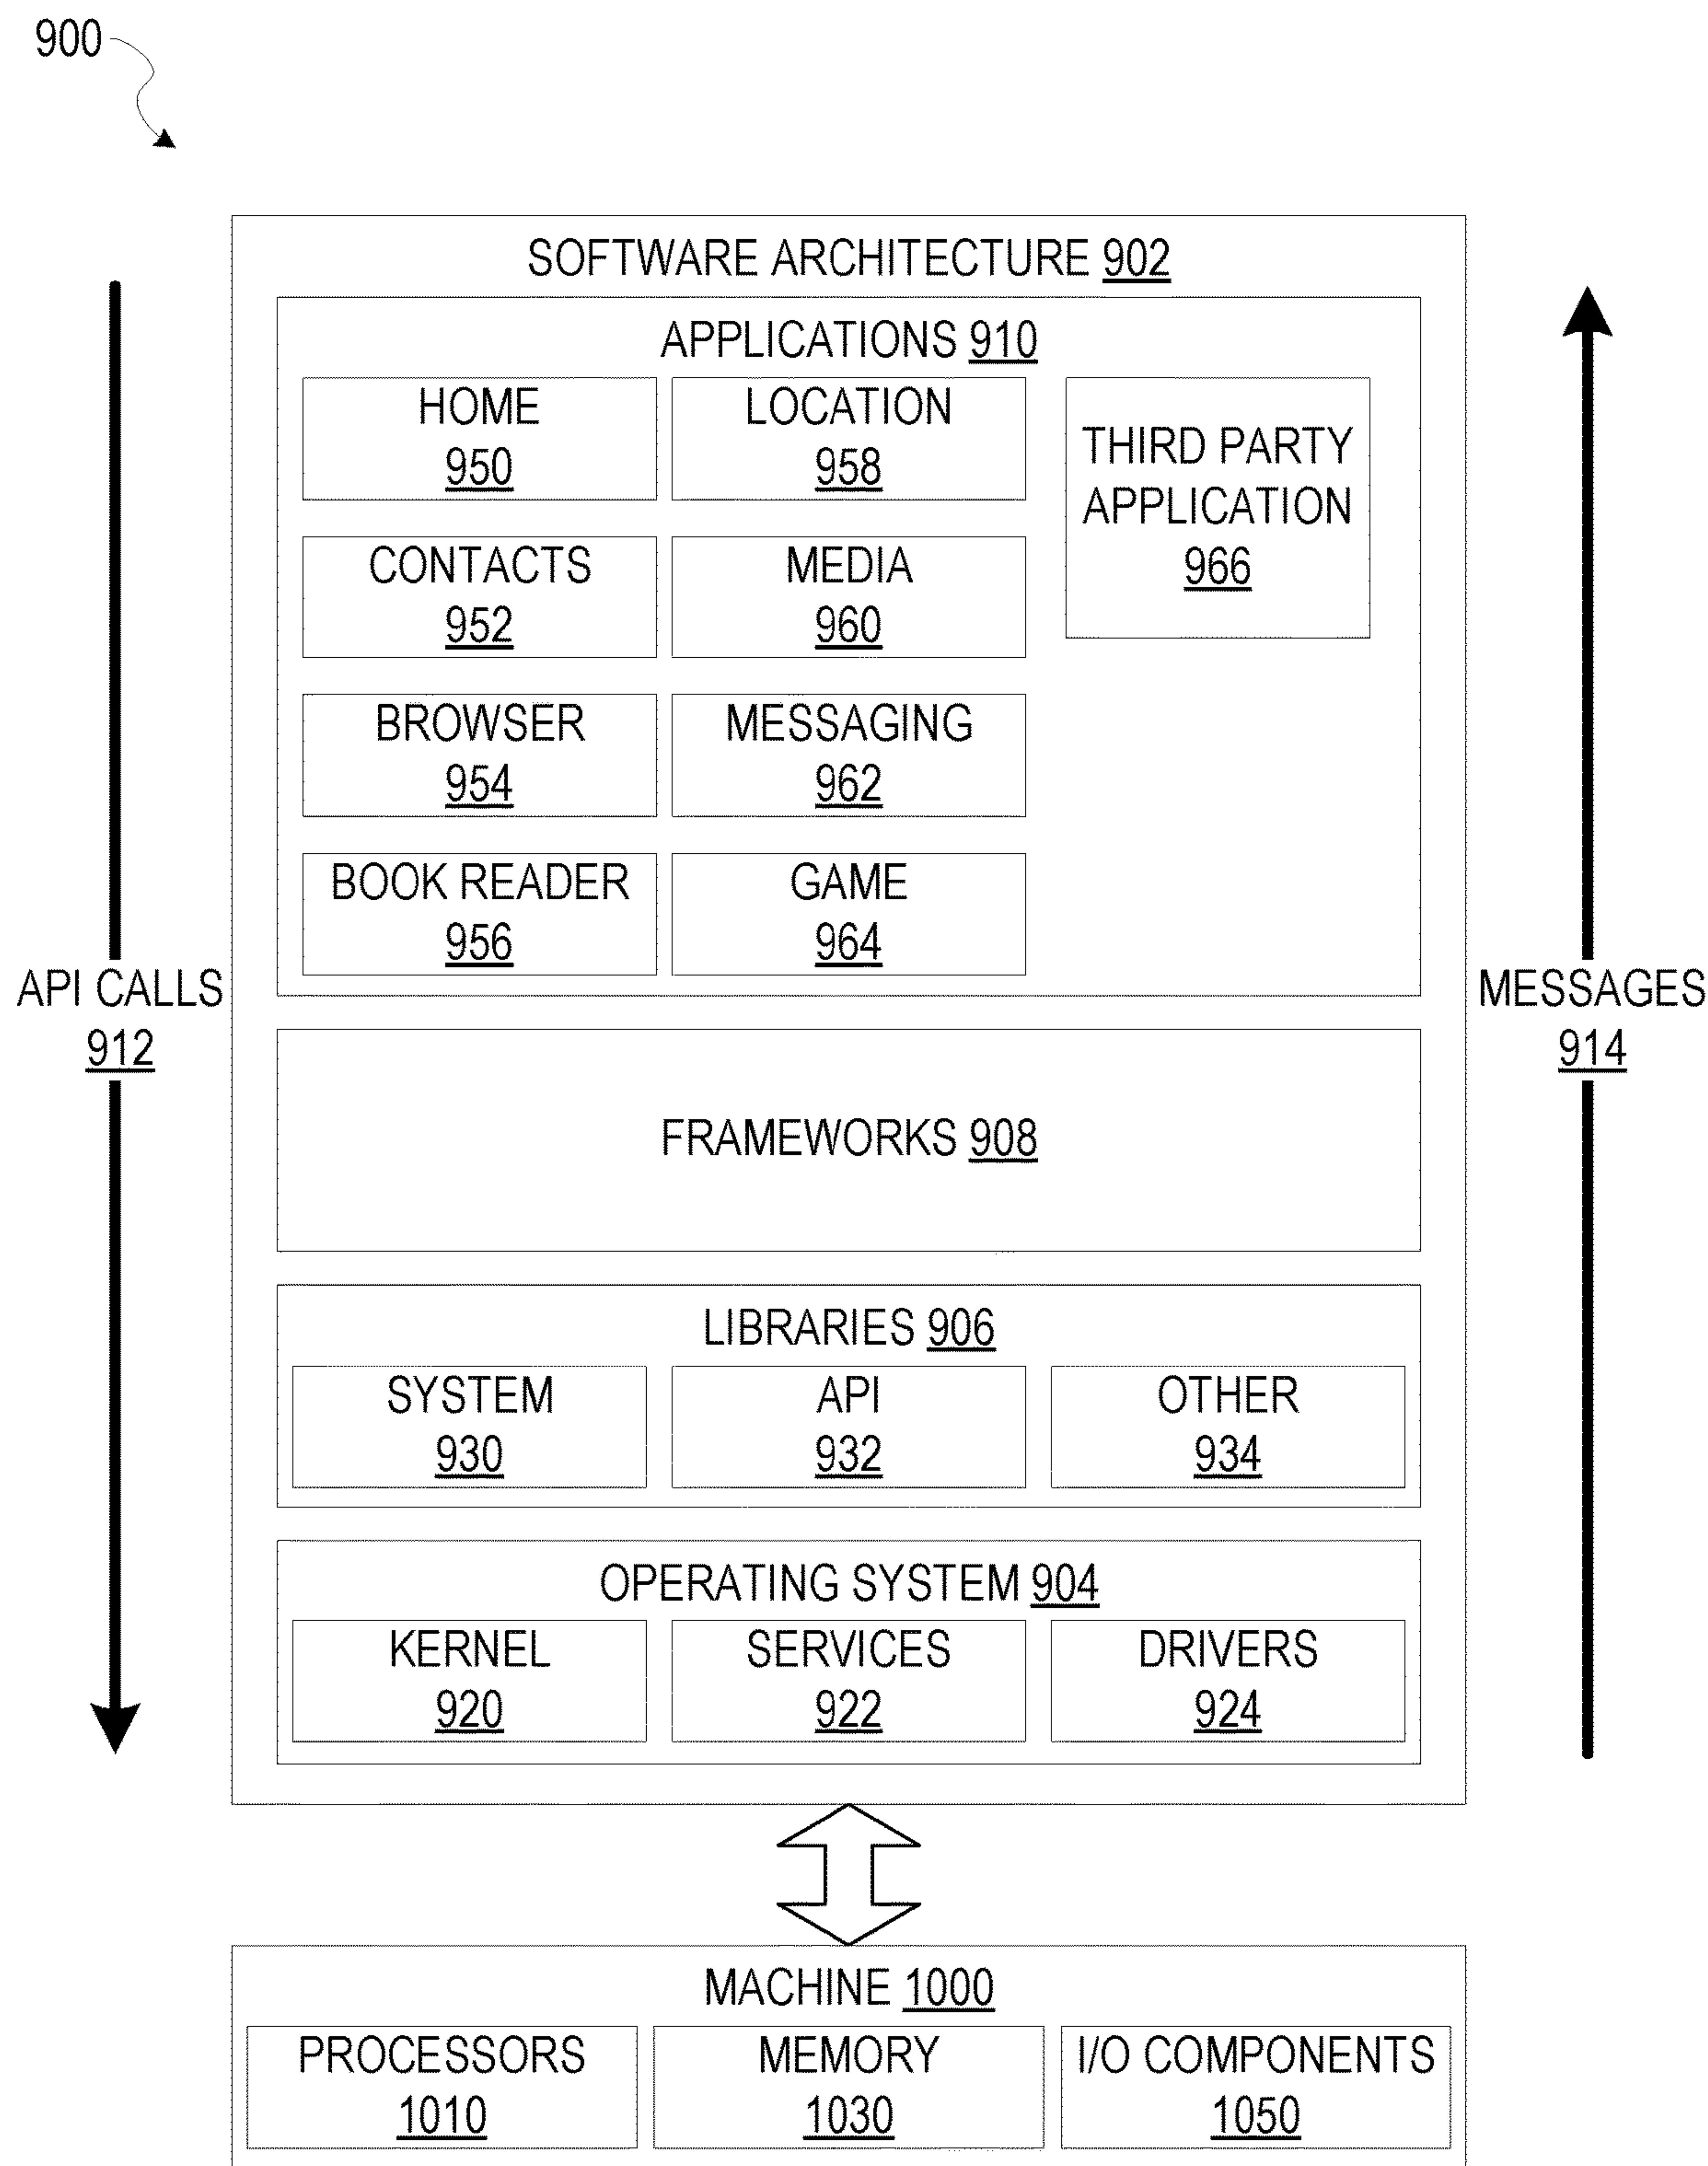 900
SOFTWARE ARCHITECTURE 902
APPLICATIONS 910
HOME
950
LOCATION
958
THIRD PARTY
APPLICATION
966
CONTACTS
952
MEDIA
960
BROWSER
954
MESSAGING
962
BOOK READER
956
GAME
964
API CALLS
912
MESSAGES
914
FRAMEWORKS 908
LIBRARIES 906
SYSTEM
930
API
932
OTHER
934
OPERATING SYSTEM 904
KERNEL
920
SERVICES
922
DRIVERS
924
MACHINE 1000
PROCESSORS
1010
MEMORY
1030
I/O COMPONENTS
1050